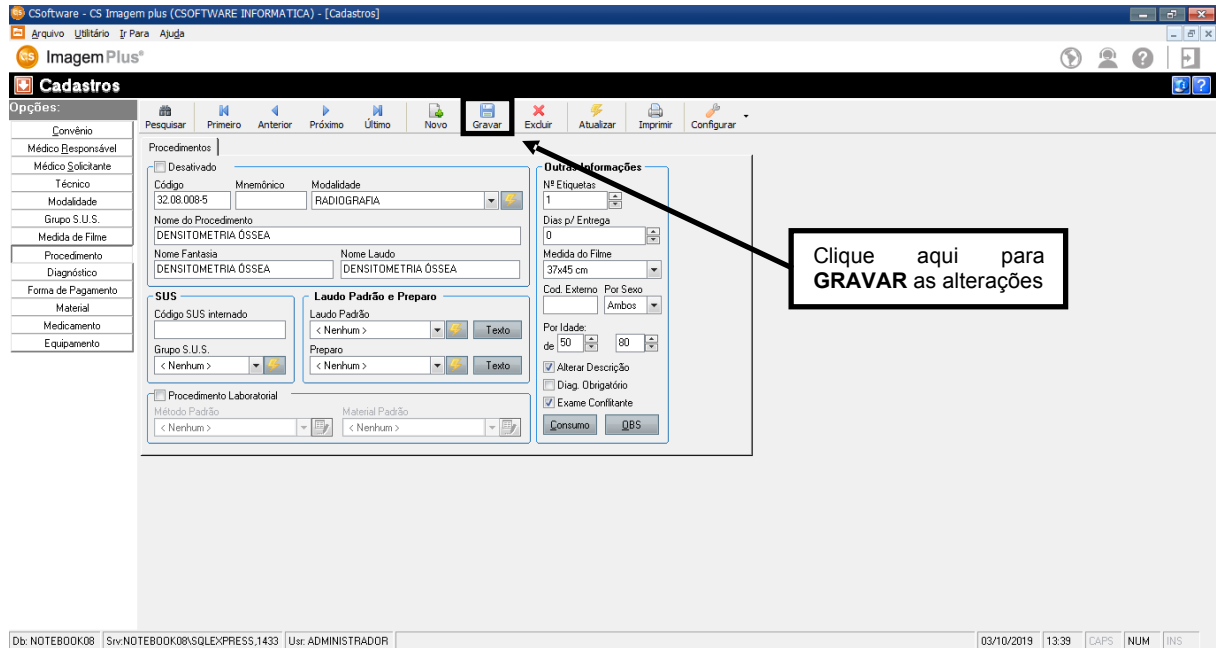 CSoftware - CS Imagem plus (CSOFTWARE INFORMATICA) - [Cadastros]
Arquivo Utilitário Ir Para Ajuda
cs Imagem Plus®
Cadastros
Opções:
Convênio
Médico Responsável
Médico Solicitante
Técnico
Modalidade
Grupo S.U.S.
Medida de Filme
Procedimento
Diagnóstico
Forma de Pagamento
Material
Medicamento
Equipamento
Pesquisar Primeiro Anterior Próximo Último Novo Gravar Excluir Atualizar Imprimir Configurar
Procedimentos
Desativado
Código Mnemônico Modalidade
32.08.008-5 RADIOGRAFIA
Nome do Procedimento
DENSITOMETRIA ÓSSEA
Nome Fantasia Nome Laudo
DENSITOMETRIA ÓSSEA DENSITOMETRIA ÓSSEA
SUS
Código SUS internado
Grupo S.U.S.
< Nenhum >
Laudo Padrão e Preparo
Laudo Padrão
< Nenhum > Texto
Preparo
< Nenhum > Texto
Procedimento Laboratorial
Método Padrão Material Padrão
< Nenhum > < Nenhum >
Outras Informações
Nº Etiquetas
1
Dias p/ Entrega
0
Medida do Filme
37x45 cm
Cod. Externo Por Sexo
Ambos
Por Idade:
de 50 80
Alterar Descrição
Diag. Obrigatório
Exame Conflitante
Consumo OBS
Clique aqui para
GRAVAR as alterações
Db: NOTEBOOK08 Srv:NOTEBOOK08\SQLEXPRESS,1433 Usr: ADMINISTRADOR 03/10/2019 13:39 CAPS NUM INS